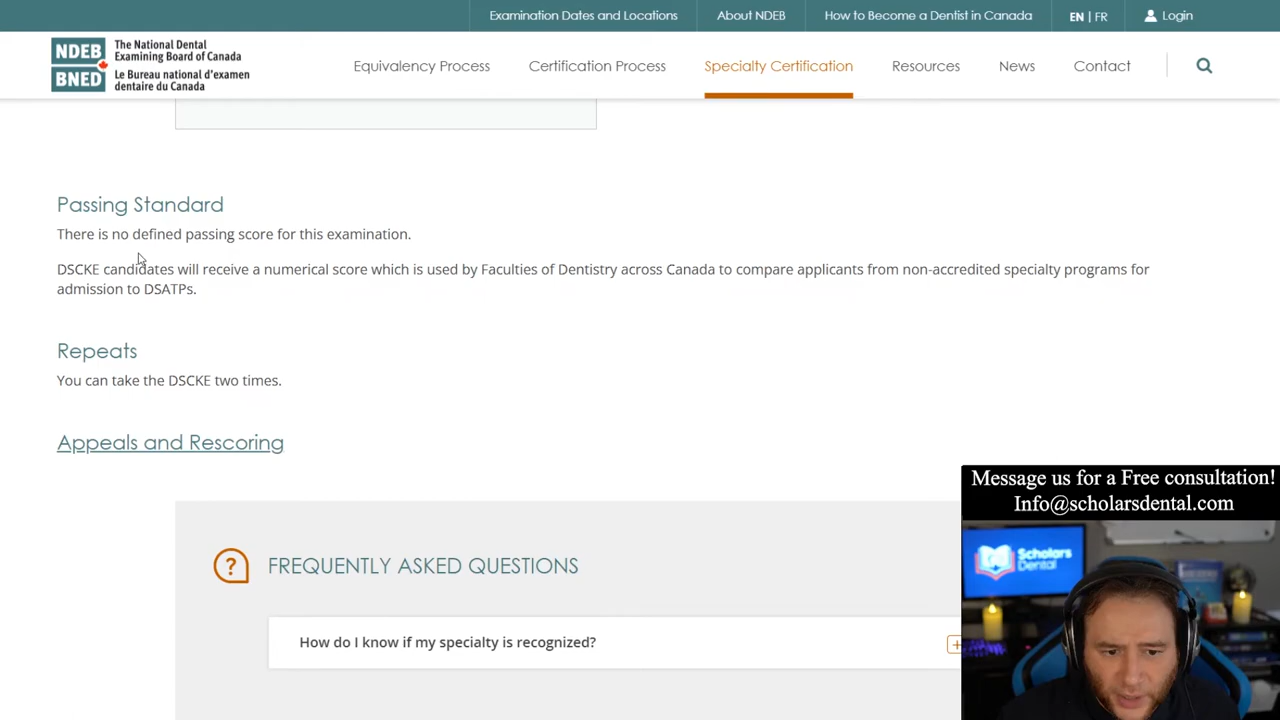 Examination Dates and Locations
About NDEB
How to Become a Dentist in Canada
EN | FR
Login
NDEB
BNED
The National Dental
Examining Board of Canada
Le Bureau national d'examen
dentaire du Canada
Equivalency Process
Certification Process
Specialty Certification
Resources
News
Contact
Passing Standard
There is no defined passing score for this examination.
DSCKE candidates will receive a numerical score which is used by Faculties of Dentistry across Canada to compare applicants from non-accredited specialty programs for
admission to DSATPs.
Repeats
You can take the DSCKE two times.
Appeals and Rescoring
Message us for a Free consultation!
Info@scholarsdental.com
Scholars
Dental
? FREQUENTLY ASKED QUESTIONS
How do I know if my specialty is recognized?